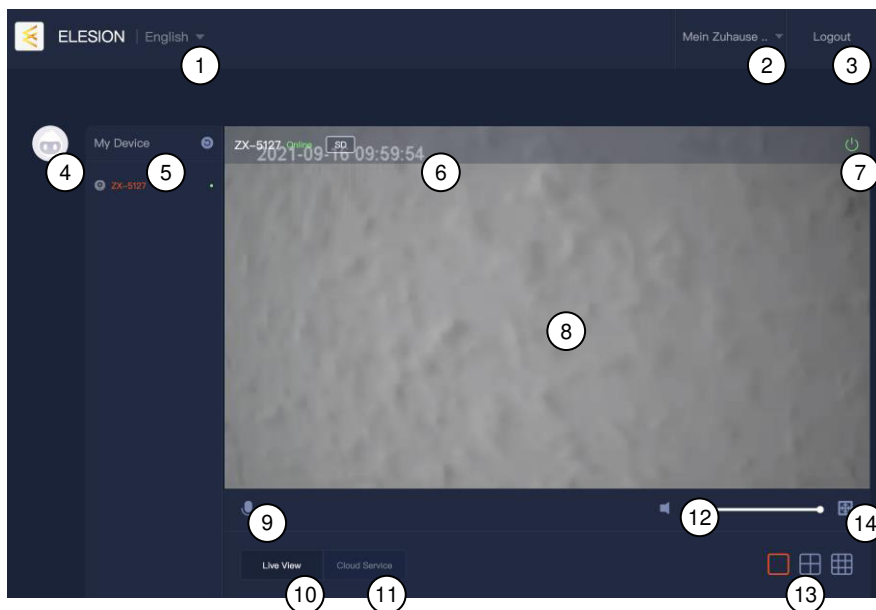 ELESION | English
Mein Zuhause ..
Logout
1
2
3
My Device
ZX-5127 Online SD
2021-09-16 09:59:54
4
5
6
7
ZX-5127
8
9
12
14
Live View
Cloud Service
10
11
13